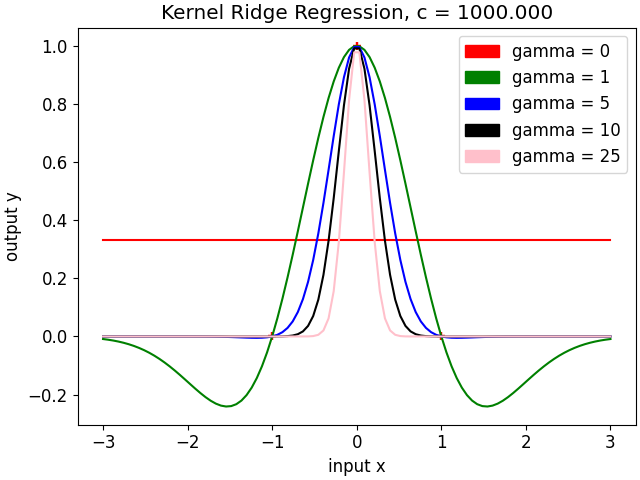 Kernel Ridge Regression, c = 1000.000
gamma = 0
gamma = 1
gamma = 5
gamma = 10
gamma = 25
output y
1.0
0.8
0.6
0.4
0.2
0.0
−0.2
−3 −2 −1 0 1 2 3
input x